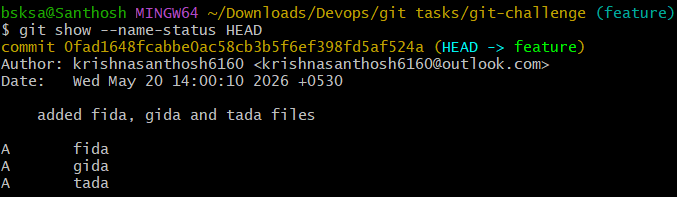 bsksa@Santhosh MINGW64 ~/Downloads/Devops/git tasks/git-challenge (feature)
$ git show --name-status HEAD
commit 0fad1648fcabbe0ac58cb3b5f6ef398fd5af524a (HEAD -> feature)
Author: krishnasanthosh6160 <krishnasanthosh6160@outlook.com>
Date:   Wed May 20 14:00:10 2026 +0530

    added fida, gida and tada files

A       fida
A       gida
A       tada